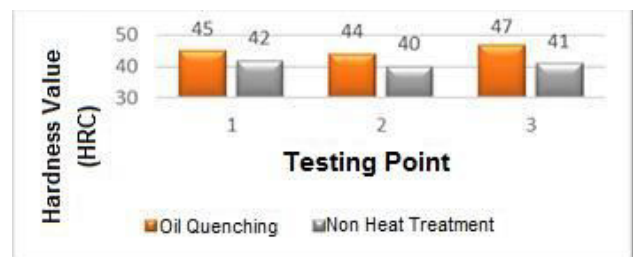 Hardness Value
(HRC)
50
40
30
45
42
44
40
47
41
1
2
3
Testing Point
Oil Quenching
Non Heat Treatment